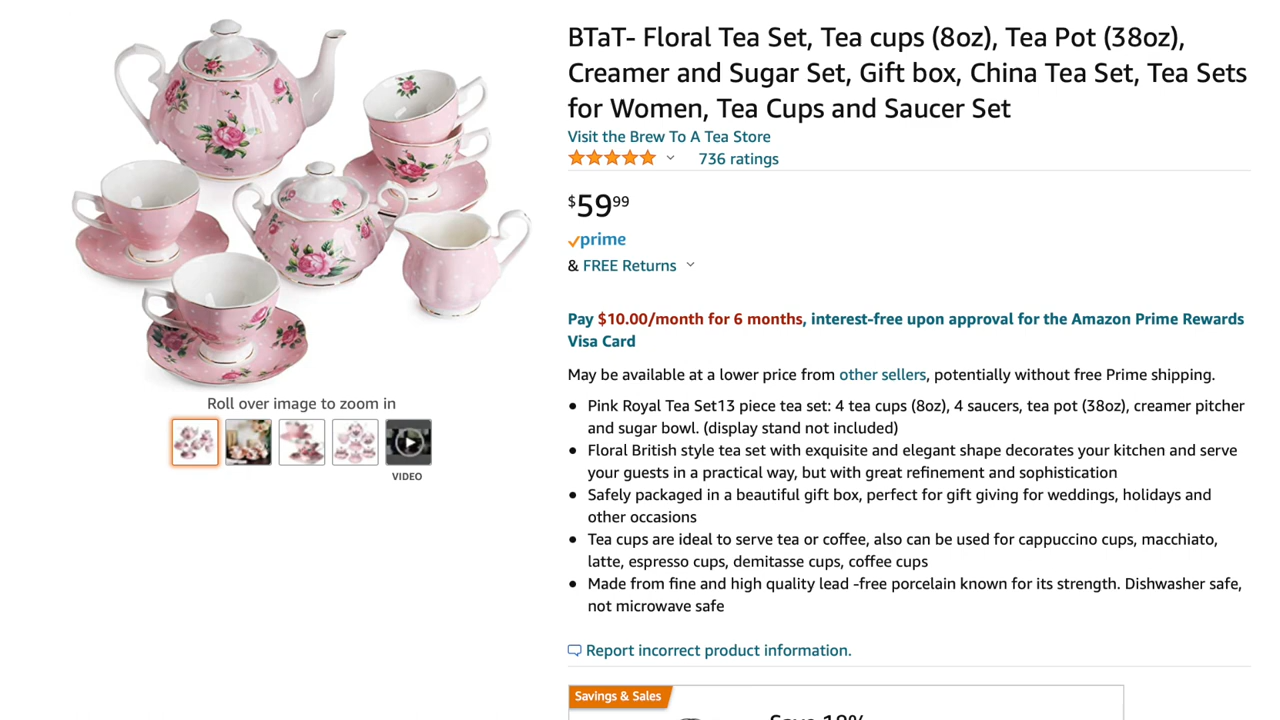 BTaT- Floral Tea Set, Tea cups (8oz), Tea Pot (38oz),
Creamer and Sugar Set, Gift box, China Tea Set, Tea Sets
for Women, Tea Cups and Saucer Set
Visit the Brew To A Tea Store
736 ratings
$5999
prime
& FREE Returns
Pay $10.00/month for 6 months, interest-free upon approval for the Amazon Prime Rewards
Visa Card
May be available at a lower price from other sellers, potentially without free Prime shipping.
Roll over image to zoom in
VIDEO
• Pink Royal Tea Set13 piece tea set: 4 tea cups (8oz), 4 saucers, tea pot (38oz), creamer pitcher
and sugar bowl. (display stand not included)
• Floral British style tea set with exquisite and elegant shape decorates your kitchen and serve
your guests in a practical way, but with great refinement and sophistication
• Safely packaged in a beautiful gift box, perfect for gift giving for weddings, holidays and
other occasions
• Tea cups are ideal to serve tea or coffee, also can be used for cappuccino cups, macchiato,
latte, espresso cups, demitasse cups, coffee cups
• Made from fine and high quality lead -free porcelain known for its strength. Dishwasher safe,
not microwave safe
Report incorrect product information.
Savings & Sales